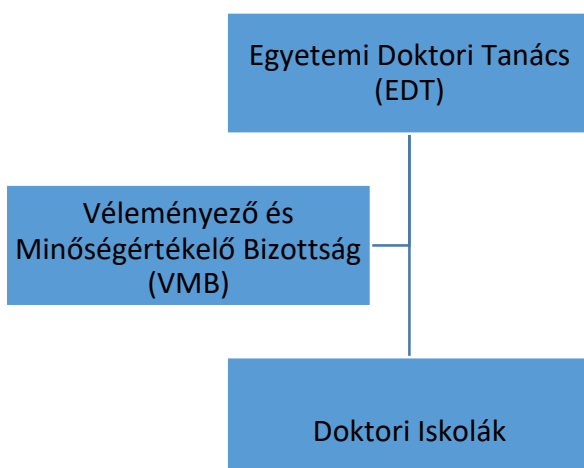 Egyetemi Doktori Tanács
(EDT)
Véleményező és
Minőségértékelő Bizottság
(VMB)
Doktori Iskolák